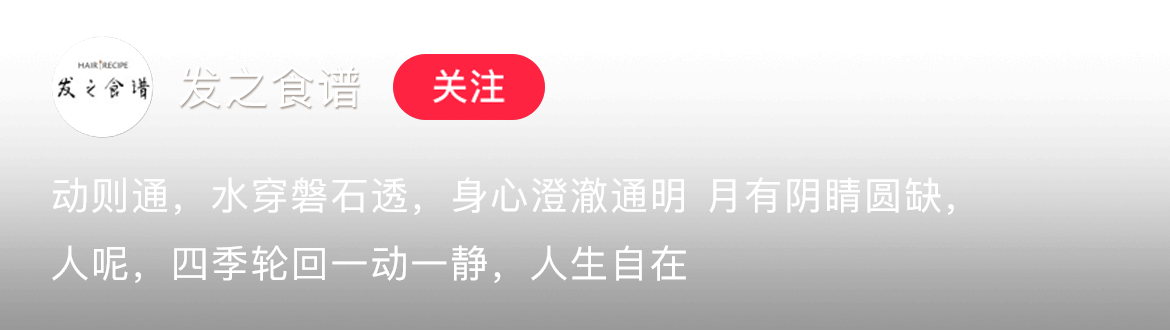 HAIR RECIPE
发之食谱
发之食谱
关注
动则通，水穿磐石透，身心澄澈通明 月有阴睛圆缺，
人呢，四季轮回一动一静，人生自在